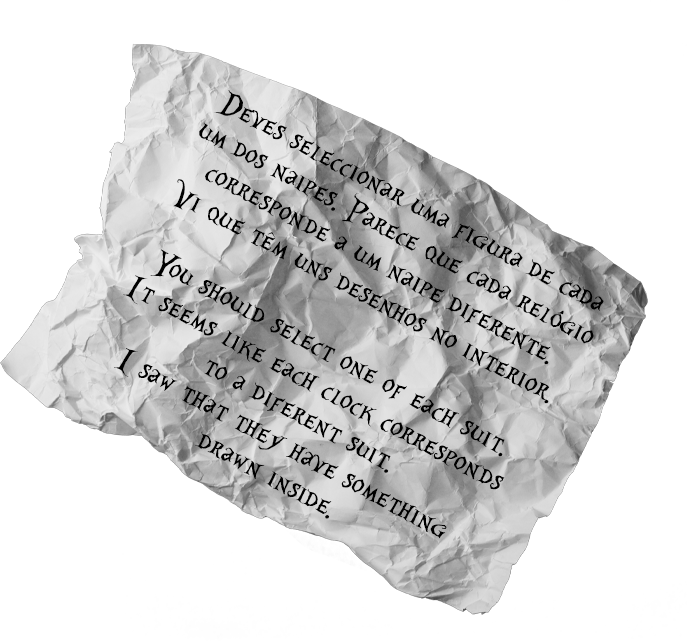 Deves seleccionar uma figura de cada
um dos naipes. Parece que cada relógio
corresponde a um naipe diferente.
Vi que têm uns desenhos no interior.
You should select one of each suit.
It seems like each clock corresponds
to a diferent suit.
I saw that they have something
drawn inside.